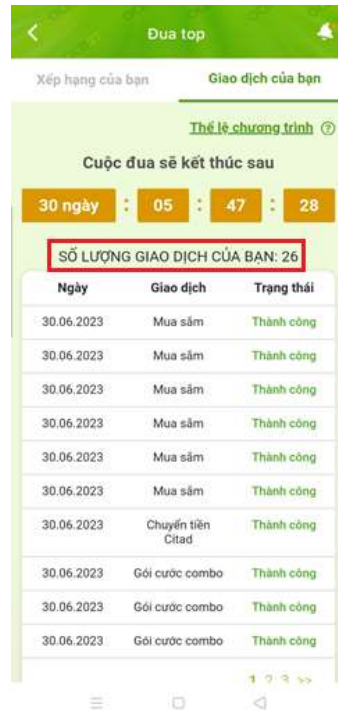 Đua top
Xếp hạng của bạn Giao dịch của bạn
Thể lệ chương trình ?
Cuộc đua sẽ kết thúc sau
30 ngày : 05 : 47 : 28
SỐ LƯỢNG GIAO DỊCH CỦA BẠN: 26
Ngày Giao dịch Trạng thái
30.06.2023 Mua sắm Thành công
30.06.2023 Mua sắm Thành công
30.06.2023 Mua sắm Thành công
30.06.2023 Mua sắm Thành công
30.06.2023 Mua sắm Thành công
30.06.2023 Mua sắm Thành công
30.06.2023 Chuyển tiền Thành công
Citad
30.06.2023 Gói cước combo Thành công
30.06.2023 Gói cước combo Thành công
30.06.2023 Gói cước combo Thành công
1 2 3 >>